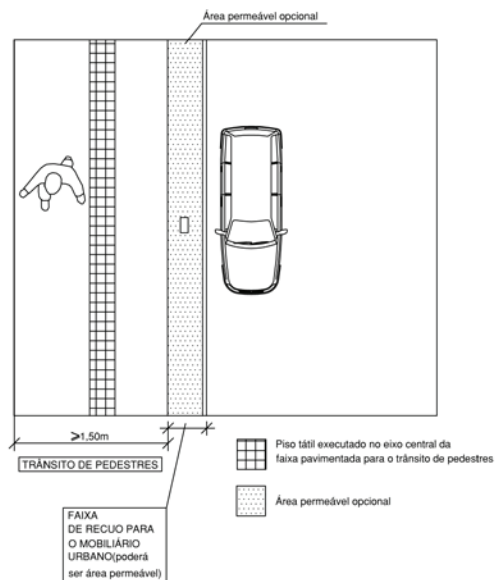 Área permeável opcional
⩾1,50m
TRÂNSITO DE PEDESTRES
FAIXA
DE RECUO PARA
O MOBILIÁRIO
URBANO(poderá
ser área permeável)
Piso tátil executado no eixo central da
faixa pavimentada para o trânsito de pedestres
Área permeável opcional